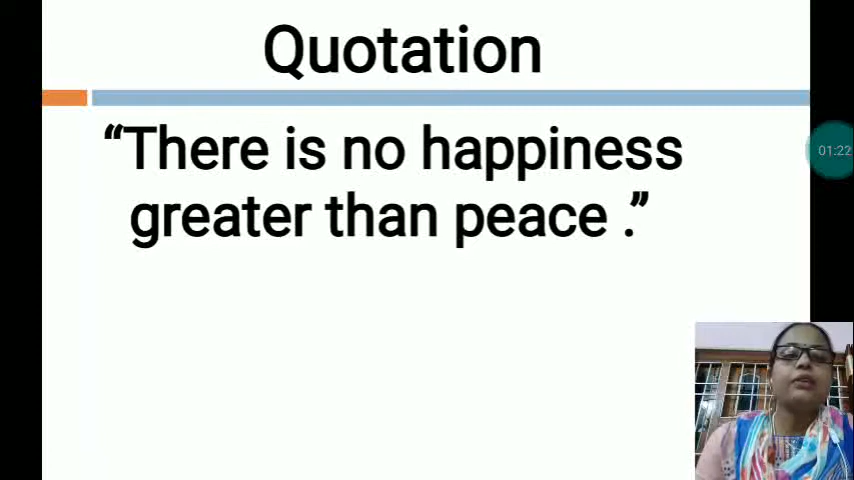 Quotation
“There is no happiness
greater than peace .”
01:22